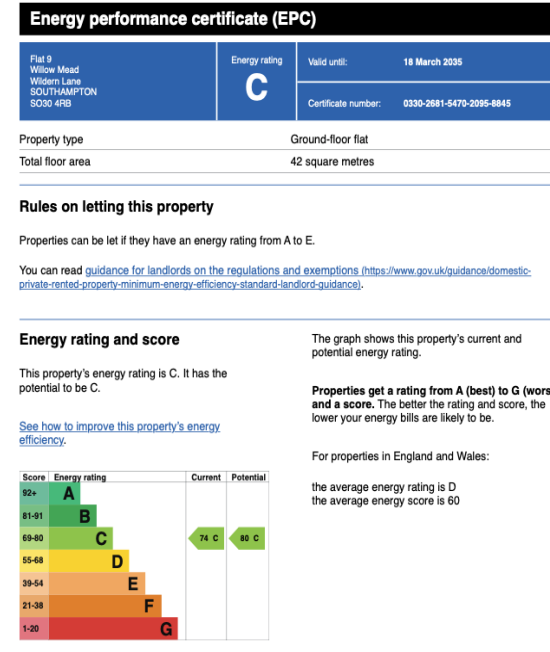 Energy performance certificate (EPC)
Flat 9
Willow Mead
Wildern Lane
SOUTHAMPTON
SO30 4RB
Energy rating
C
Valid until: 18 March 2035
Certificate number: 0330-2681-5470-2095-8845
Property type Ground-floor flat
Total floor area 42 square metres
Rules on letting this property
Properties can be let if they have an energy rating from A to E.
You can read guidance for landlords on the regulations and exemptions (https://www.gov.uk/guidance/domestic-
private-rented-property-minimum-energy-efficiency-standard-landlord-guidance).
Energy rating and score
This property's energy rating is C. It has the
potential to be C.
See how to improve this property's energy
efficiency.
Score Energy rating Current Potential
92+ A
81-91 B
69-80 C 74 C 80 C
55-68 D
39-54 E
21-38 F
1-20 G
The graph shows this property's current and
potential energy rating.
Properties get a rating from A (best) to G (wors
and a score. The better the rating and score, the
lower your energy bills are likely to be.
For properties in England and Wales:
the average energy rating is D
the average energy score is 60